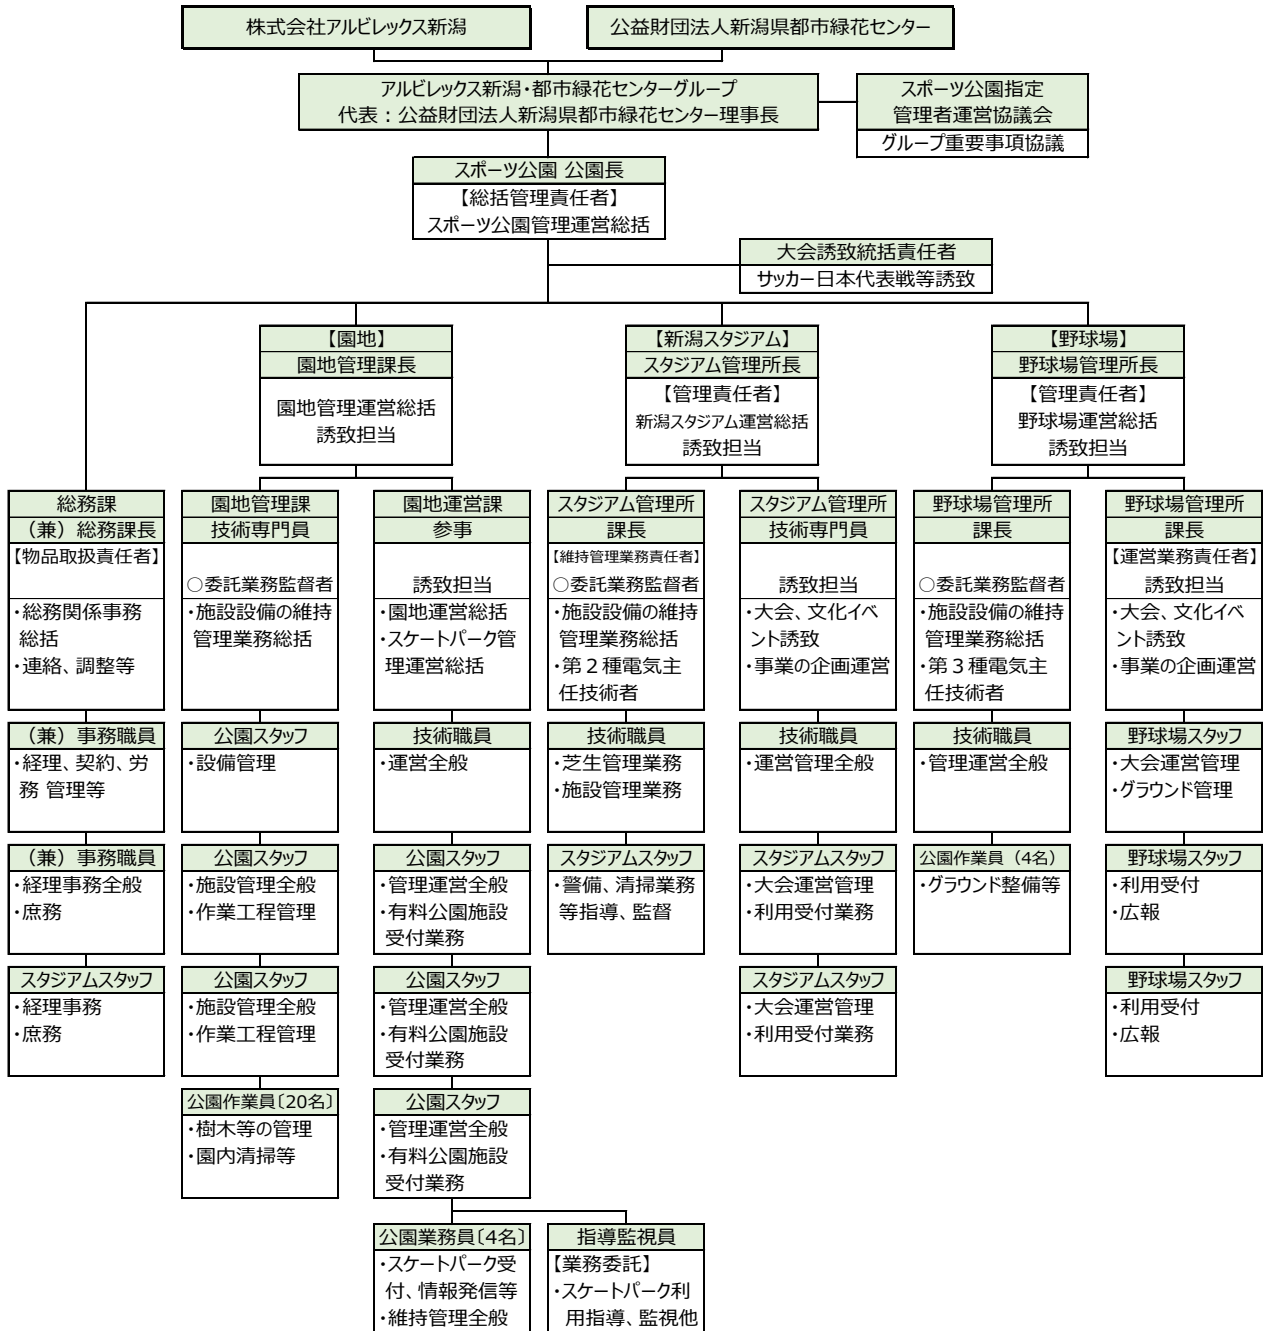 株式会社アルビレックス新潟
公益財団法人新潟県都市緑花センター
アルビレックス新潟・都市緑花センターグループ
代表：公益財団法人新潟県都市緑花センター理事長
スポーツ公園指定
管理者運営協議会
グループ重要事項協議
スポーツ公園 公園長
【総括管理責任者】
スポーツ公園管理運営総括
大会誘致統括責任者
サッカー日本代表戦等誘致
【園地】
園地管理課長
園地管理運営総括
誘致担当
【新潟スタジアム】
スタジアム管理所長
【管理責任者】
新潟スタジアム運営総括
誘致担当
【野球場】
野球場管理所長
【管理責任者】
野球場運営総括
誘致担当
総務課
（兼）総務課長
【物品取扱責任者】
・総務関係事務
総括
・連絡、調整等
（兼）事務職員
・経理、契約、労
務 管理等
（兼）事務職員
・経理事務全般
・庶務
スタジアムスタッフ
・経理事務
・庶務
園地管理課
技術専門員
○委託業務監督者
・施設設備の維持
管理業務総括
公園スタッフ
・設備管理
公園スタッフ
・施設管理全般
・作業工程管理
公園スタッフ
・施設管理全般
・作業工程管理
公園作業員〔20名〕
・樹木等の管理
・園内清掃等
園地運営課
参事
誘致担当
・園地運営総括
・スケートパーク管
理運営総括
技術職員
・運営全般
公園スタッフ
・管理運営全般
・有料公園施設
受付業務
公園スタッフ
・管理運営全般
・有料公園施設
受付業務
公園スタッフ
・管理運営全般
・有料公園施設
受付業務
公園業務員〔4名〕
・スケートパーク受
付、情報発信等
・維持管理全般
指導監視員
【業務委託】
・スケートパーク利
用指導、監視他
スタジアム管理所
課長
【維持管理業務責任者】
○委託業務監督者
・施設設備の維持
管理業務総括
・第２種電気主
任技術者
技術職員
・芝生管理業務
・施設管理業務
スタジアムスタッフ
・警備、清掃業務
等指導、監督
スタジアム管理所
技術専門員
誘致担当
・大会、文化イベ
ント誘致
・事業の企画運営
技術職員
・運営管理全般
スタジアムスタッフ
・大会運営管理
・利用受付業務
スタジアムスタッフ
・大会運営管理
・利用受付業務
野球場管理所
課長
○委託業務監督者
・施設設備の維持
管理業務総括
・第３種電気主
任技術者
技術職員
・管理運営全般
公園作業員（4名）
・グラウンド整備等
野球場管理所
課長
【運営業務責任者】
誘致担当
・大会、文化イベ
ント誘致
・事業の企画運営
野球場スタッフ
・大会運営管理
・グラウンド管理
野球場スタッフ
・利用受付
・広報
野球場スタッフ
・利用受付
・広報